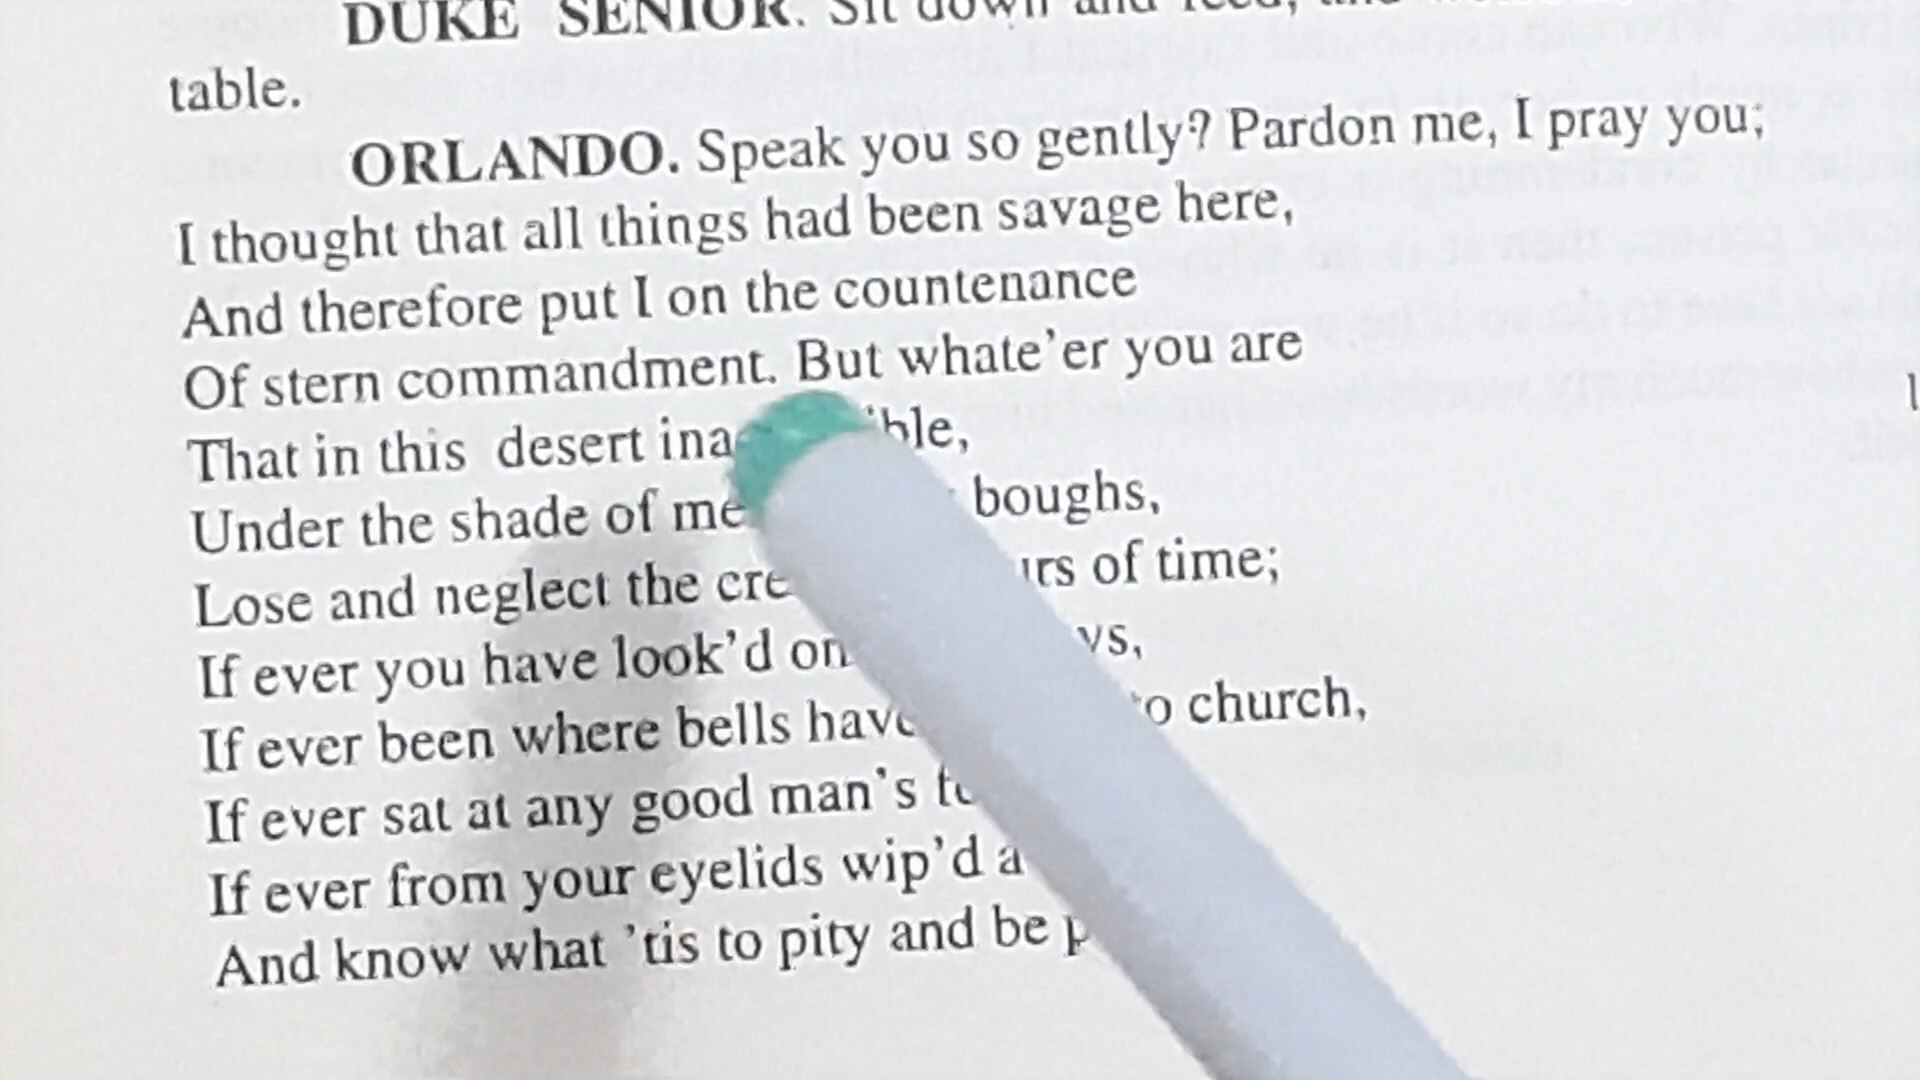 DUKE SENIOR. Sit down and feed, and
table.
ORLANDO. Speak you so gently? Pardon me, I pray you;
I thought that all things had been savage here,
And therefore put I on the countenance
Of stern commandment. But whate'er you are
That in this desert
Under the shade of boughs,
Lose and neglect the of time;
If ever you have look'd on
If ever been where bells have church,
If ever sat at any good man's
If ever from your eyelids wip'd a
And know what 'tis to pity and be